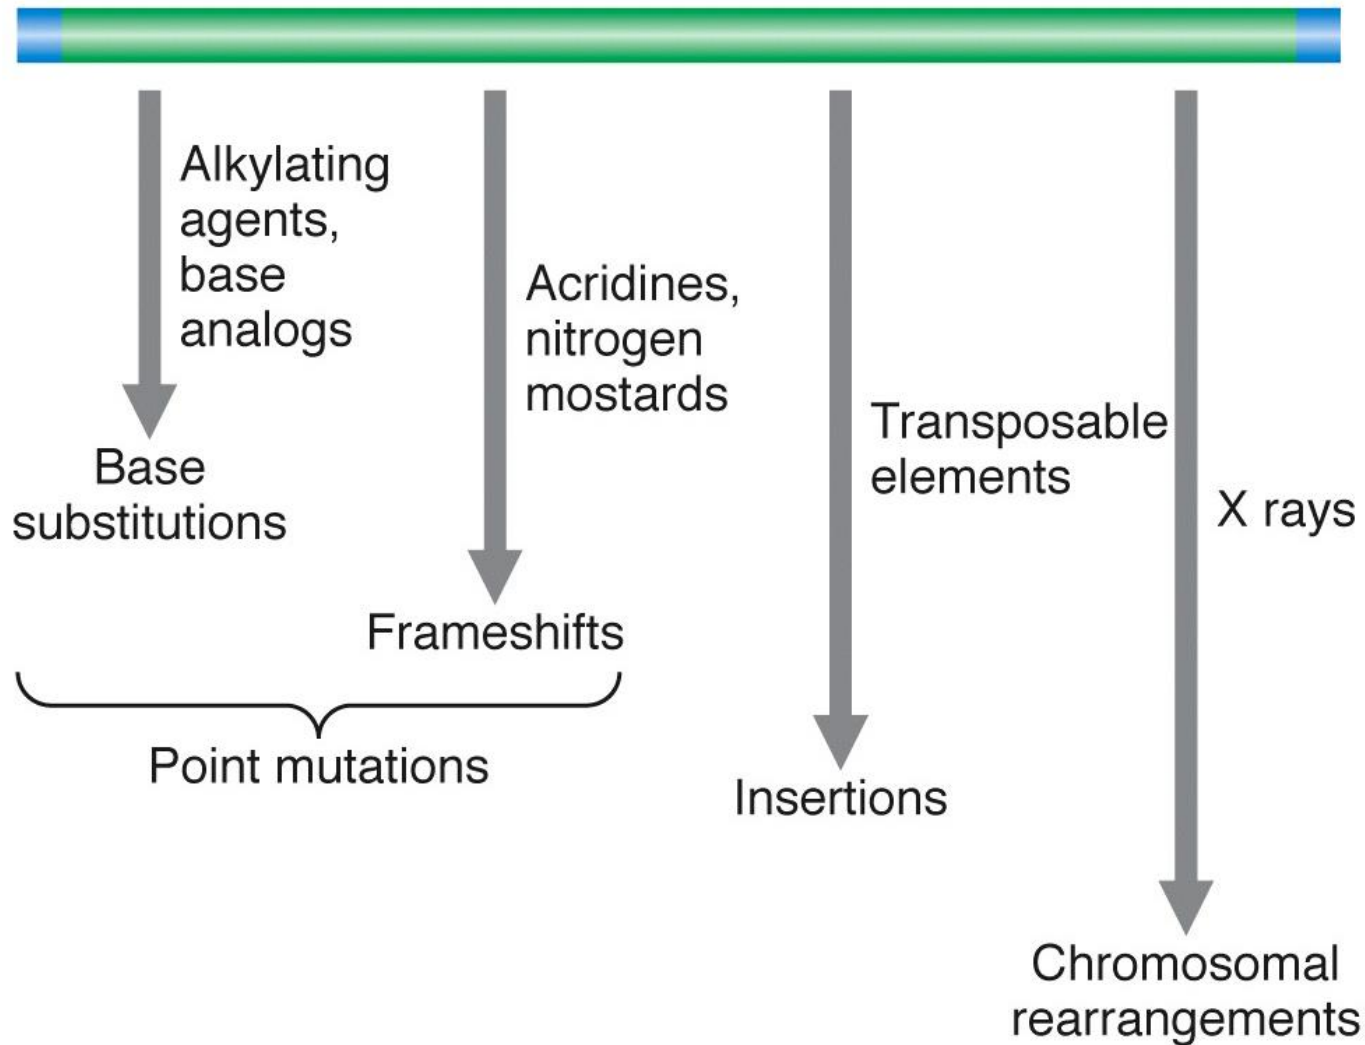 Alkylating
agents,
base
analogs
Base
substitutions
Acridines,
nitrogen
mostards
Frameshifts
Point mutations
Transposable
elements
Insertions
X rays
Chromosomal
rearrangements